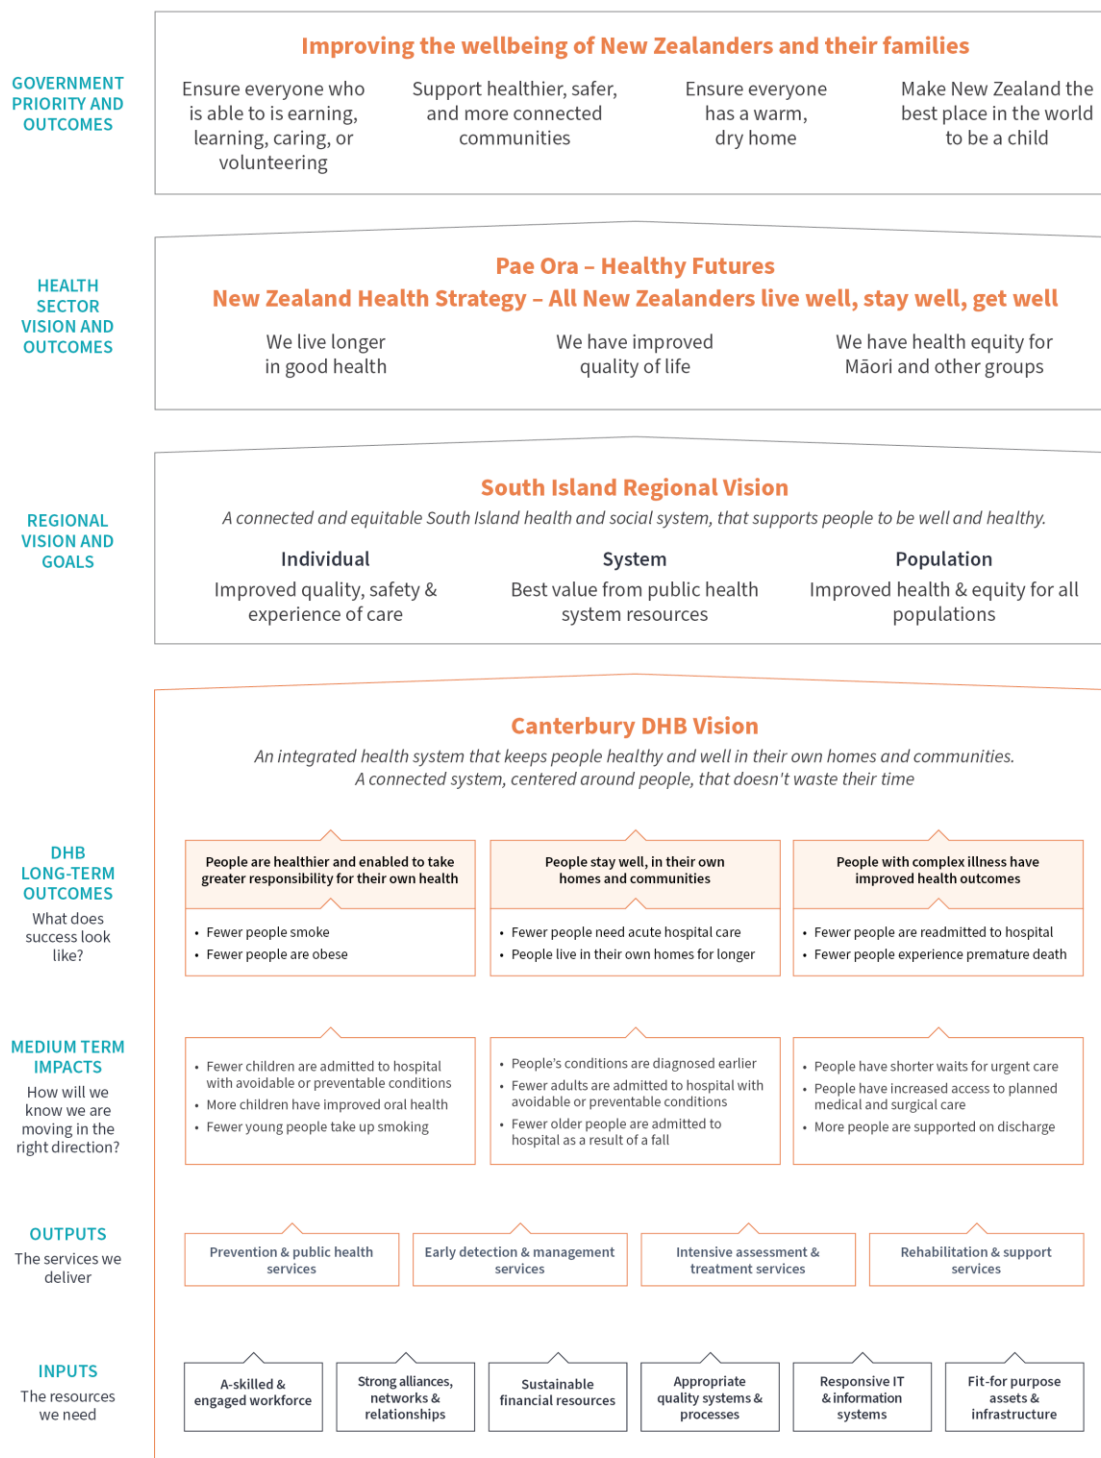 GOVERNMENT
PRIORITY AND
OUTCOMES
Improving the wellbeing of New Zealanders and their families
Ensure everyone who
is able to is earning,
learning, caring, or
volunteering
Support healthier, safer,
and more connected
communities
Ensure everyone
has a warm,
dry home
Make New Zealand the
best place in the world
to be a child
HEALTH
SECTOR
VISION AND
OUTCOMES
Pae Ora – Healthy Futures
New Zealand Health Strategy – All New Zealanders live well, stay well, get well
We live longer
in good health
We have improved
quality of life
We have health equity for
Māori and other groups
REGIONAL
VISION AND
GOALS
South Island Regional Vision
A connected and equitable South Island health and social system, that supports people to be well and healthy.
Individual
Improved quality, safety &
experience of care
System
Best value from public health
system resources
Population
Improved health & equity for all
populations
Canterbury DHB Vision
An integrated health system that keeps people healthy and well in their own homes and communities.
A connected system, centered around people, that doesn't waste their time
DHB
LONG-TERM
OUTCOMES
What does
success look
like?
People are healthier and enabled to take
greater responsibility for their own health
• Fewer people smoke
• Fewer people are obese
People stay well, in their own
homes and communities
• Fewer people need acute hospital care
• People live in their own homes for longer
People with complex illness have
improved health outcomes
• Fewer people are readmitted to hospital
• Fewer people experience premature death
MEDIUM TERM
IMPACTS
How will we
know we are
moving in the
right direction?
• Fewer children are admitted to hospital
with avoidable or preventable conditions
• More children have improved oral health
• Fewer young people take up smoking
• People's conditions are diagnosed earlier
• Fewer adults are admitted to hospital with
avoidable or preventable conditions
• Fewer older people are admitted to
hospital as a result of a fall
• People have shorter waits for urgent care
• People have increased access to planned
medical and surgical care
• More people are supported on discharge
OUTPUTS
The services we
deliver
Prevention & public health
services
Early detection & management
services
Intensive assessment &
treatment services
Rehabilitation & support
services
INPUTS
The resources
we need
A-skilled &
engaged workforce
Strong alliances,
networks &
relationships
Sustainable
financial resources
Appropriate
quality systems &
processes
Responsive IT
& information
systems
Fit-for purpose
assets &
infrastructure